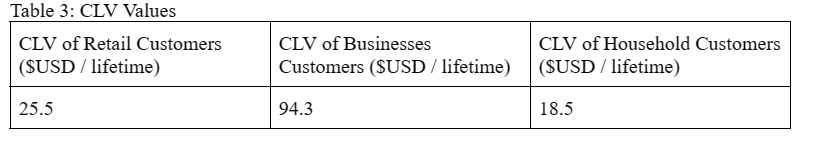 Table 3: CLV Values
CLV of Retail Customers
($USD / lifetime)
CLV of Businesses
Customers ($USD / lifetime)
CLV of Household Customers
($USD / lifetime)
25.5
94.3
18.5